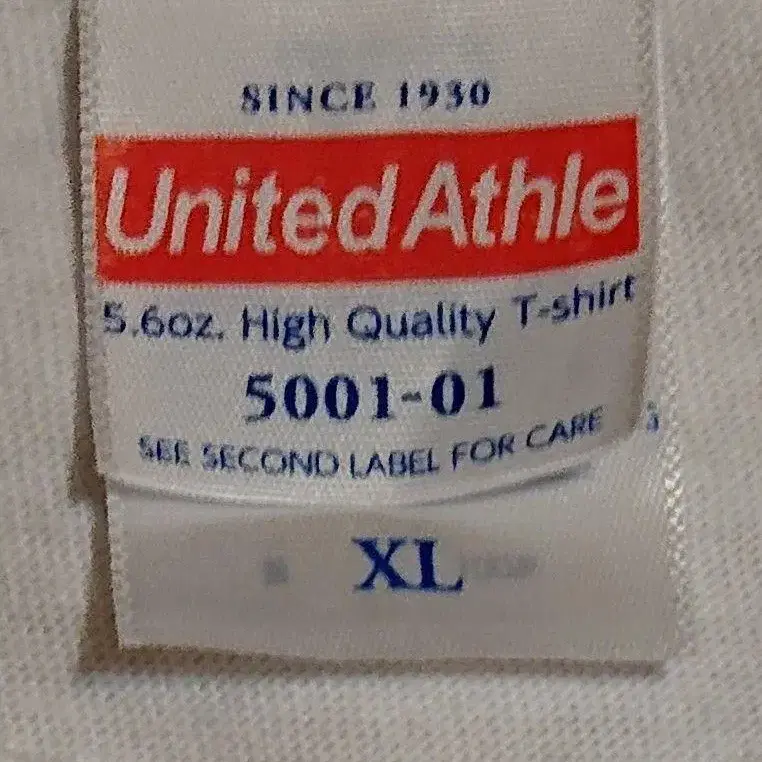 SINCE 1930
United Athle
5.6oz. High Quality T-shirt
5001-01
SEE SECOND LABEL FOR CARE
XL